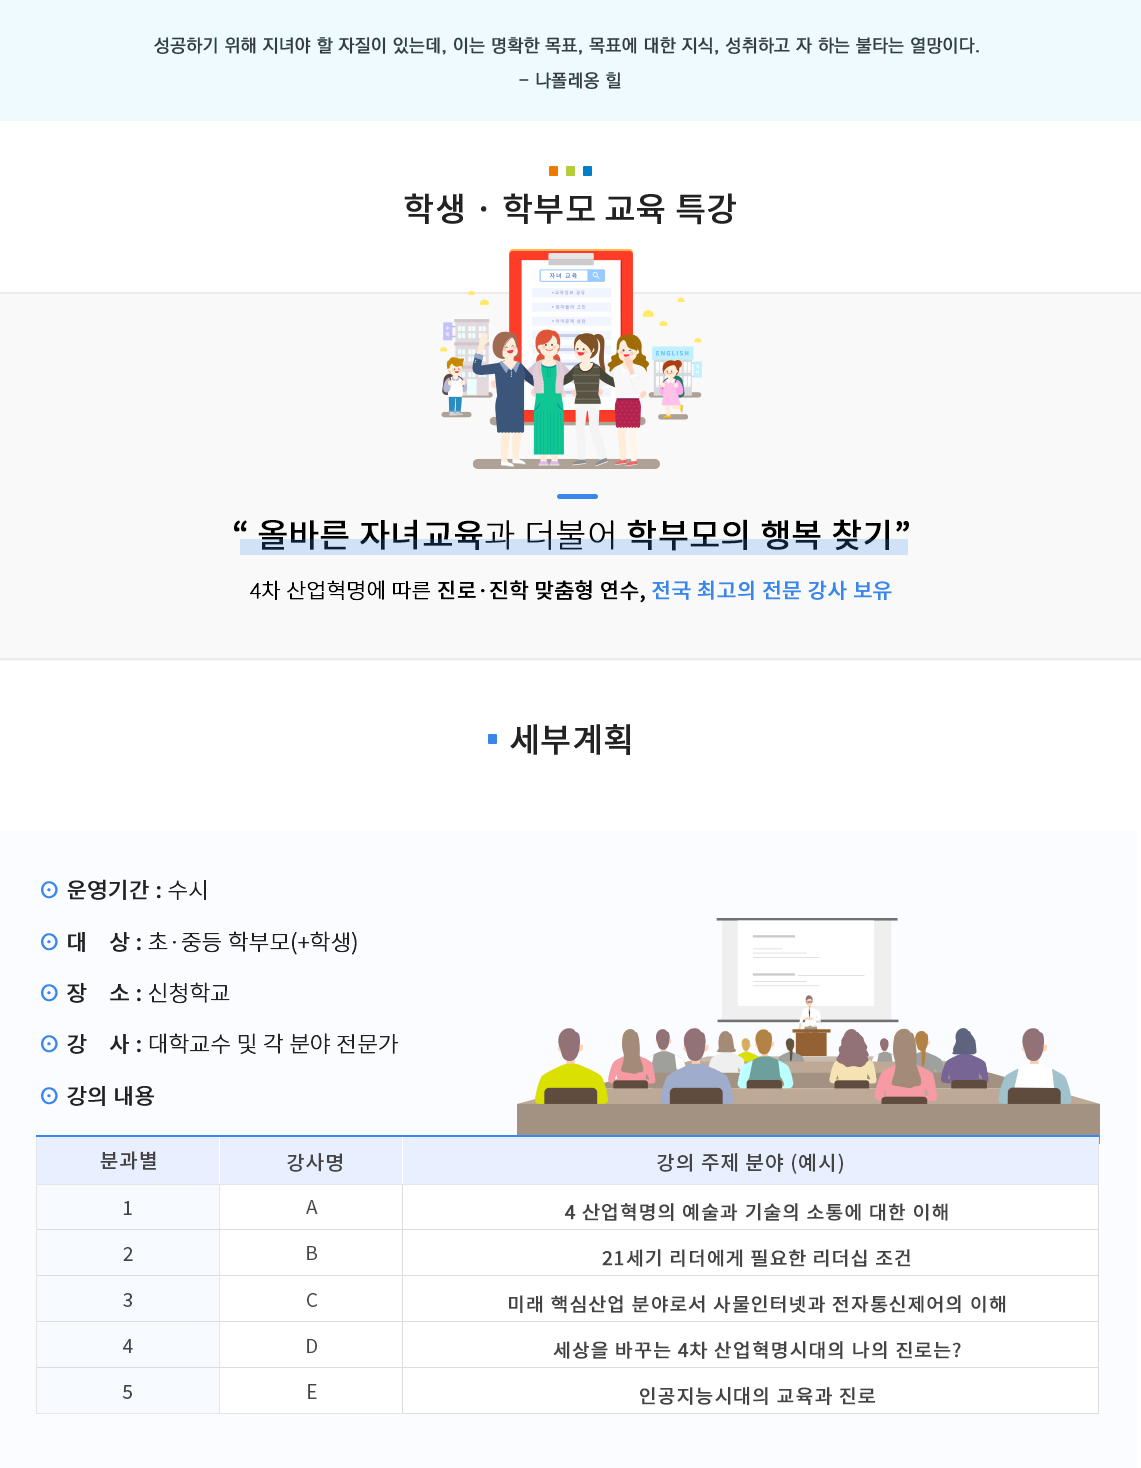 성공하기 위해 지녀야 할 자질이 있는데, 이는 명확한 목표, 목표에 대한 지식, 성취하고 자 하는 불타는 열망이다.
- 나폴레옹 힐
학생 · 학부모 교육 특강
자녀 교육
ENGLISH
“ 올바른 자녀교육과 더불어 학부모의 행복 찾기”
4차 산업혁명에 따른 진로·진학 맞춤형 연수, 전국 최고의 전문 강사 보유
세부계획
운영기간 : 수시
대 상 : 초·중등 학부모(+학생)
장 소 : 신청학교
강 사 : 대학교수 및 각 분야 전문가
강의 내용
분과별 강사명 강의 주제 분야 (예시)
1 A 4 산업혁명의 예술과 기술의 소통에 대한 이해
2 B 21세기 리더에게 필요한 리더십 조건
3 C 미래 핵심산업 분야로서 사물인터넷과 전자통신제어의 이해
4 D 세상을 바꾸는 4차 산업혁명시대의 나의 진로는?
5 E 인공지능시대의 교육과 진로